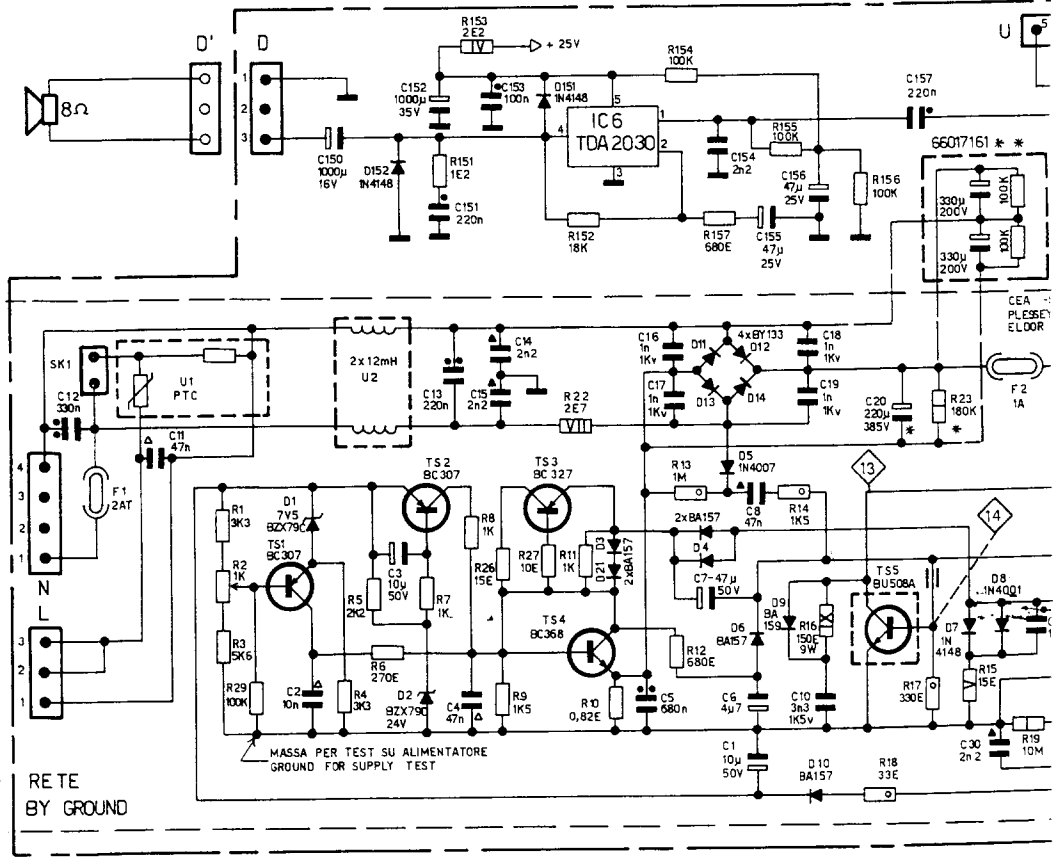 R153
2E2
+ 25V
R154
100K
U
5
D'
D
C157
220n
1
2
3
8Ω
C152
1000µ
35V
C153
100n
D151
1N4148
5
IC6
TDA2030
4
1
2
3
66017161 * *
R155
100K
C150
1000µ
16V
D152
1N4148
R151
1E2
C151
220n
C154
2n2
C156
47µ
25V
R156
100K
330µ
200V
100K
330µ
200V
100K
R152
18K
R157
680E
C155
47µ
25V
CEA -
PLESSEY
ELDOR
SK1
U1
PTC
2x12mH
U2
C14
2n2
C16
1n
1Kv
D11
4xBY133
D12
C18
1n
1Kv
C12
330n
C13
220n
C15
2n2
C17
1n
1Kv
D13
D14
C19
1n
1Kv
F2
1A
R22
2E7
C20
220µ
385V
*
R23
180K
*
C11
47n
4
3
2
1
F1
2AT
TS2
BC307
TS3
BC327
R13
1M
D5
1N4007
13
R1
3K3
D1
7V5
BZX79C
R8
1K
C8
47n
R14
1K5
14
TS1
BC307
2xBA157
D4
R2
1K
C3
10µ
50V
R26
15E
R27
10E
R11
1K
D3
D21
2xBA157
TS5
BU508A
N
L
R5
2K2
R7
1K
C7-47µ
50V
D8
1N4001
TS4
BC368
D9
BA
159
R16
150E
9W
D7
1N
4148
R3
5K6
D6
BA157
3
2
1
R12
680E
R6
270E
R15
15E
R29
100K
C2
10n
R4
3K3
D2
BZX79C
24V
C4
47n
R9
1K5
R10
0,82E
C5
680n
C6
4µ7
C10
3n3
1K5v
R17
330E
C30
2n2
R19
10M
MASSA PER TEST SU ALIMENTATORE
GROUND FOR SUPPLY TEST
C1
10µ
50V
D10
BA157
R18
33E
RETE
BY GROUND